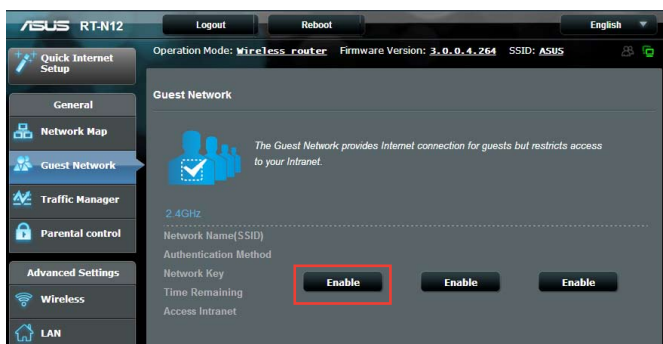 ASUS RT-N12 Logout Reboot English
Quick Internet Setup
Operation Mode: Wireless router Firmware Version: 3.0.0.4.264 SSID: ASUS
General
Network Map
Guest Network
Traffic Manager
Parental control
Advanced Settings
Wireless
LAN
Guest Network
The Guest Network provides Internet connection for guests but restricts access
to your Intranet.
2.4GHz
Network Name(SSID)
Authentication Method
Network Key
Time Remaining
Access Intranet
Enable Enable Enable